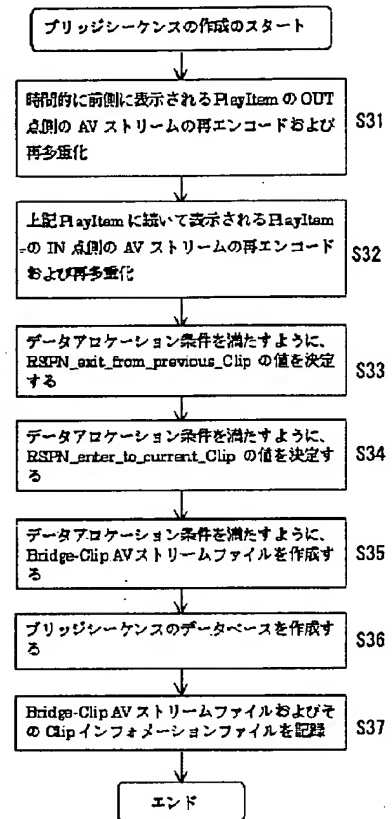 ブリッジシーケンスの作成のスタート
時間的に前側に表示されるPlayItem の OUT
点側の AV ストリームの再エンコードおよび
再多重化
S31
上記PlayItem に続いて表示されるPlayItem
の IN 点側の AV ストリームの再エンコード
および再多重化
S32
データアロケーション条件を満たすように、
RSPN_exit_from_previous_Clip の値を決定
する
S33
データアロケーション条件を満たすように、
RSPN_enter_to_current_Clip の値を決定す
る
S34
データアロケーション条件を満たすように、
Bridge-Clip AVストリームファイルを作成す
る
S35
ブリッジシーケンスのデータベースを作成す
る
S36
Bridge-Clip AV ストリームファイルおよびそ
の Clip インフォメーションファイルを記録
S37
エンド